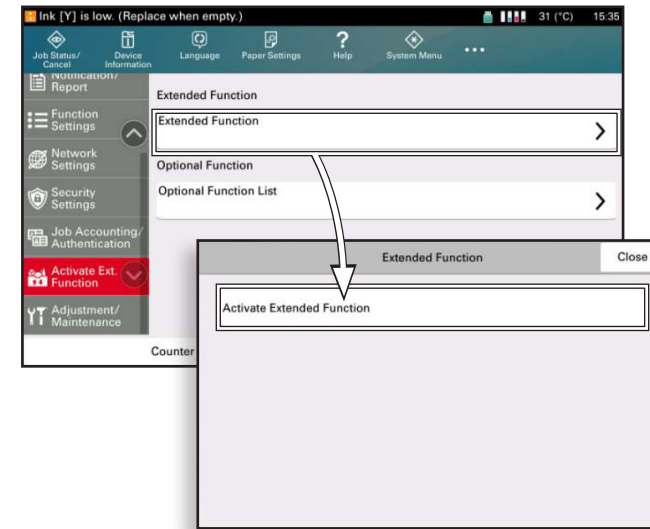 Ink [Y] is low. (Replace when empty.)
31 (°C)
15:35
Job Status/
Cancel
Device
Information
Language
Paper Settings
Help
System Menu
Notification/
Report
Function
Settings
Network
Settings
Security
Settings
Job Accounting/
Authentication
Activate Ext.
Function
Adjustment/
Maintenance
Extended Function
Extended Function
Optional Function
Optional Function List
Counter
Extended Function
Close
Activate Extended Function